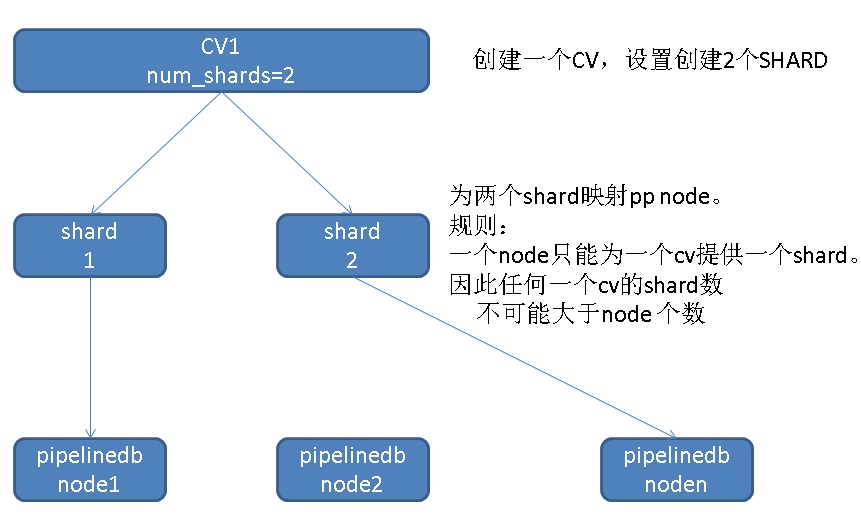 CV1
num_shards=2
创建一个CV，设置创建2个SHARD
shard
1
shard
2
为两个shard映射pp node。
规则：
一个node只能为一个cv提供一个shard。
因此任何一个cv的shard数
不可能大于node个数
pipelinedb
node1
pipelinedb
node2
pipelinedb
noden